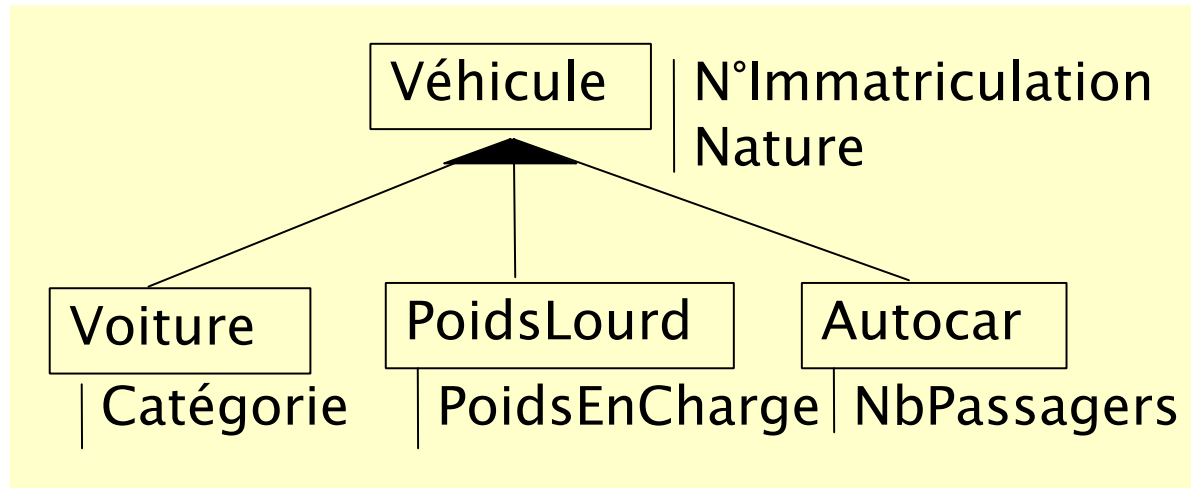 Véhicule
N°Immatriculation
Nature
Voiture
PoidsLourd
Autocar
Catégorie
PoidsEnCharge
NbPassagers